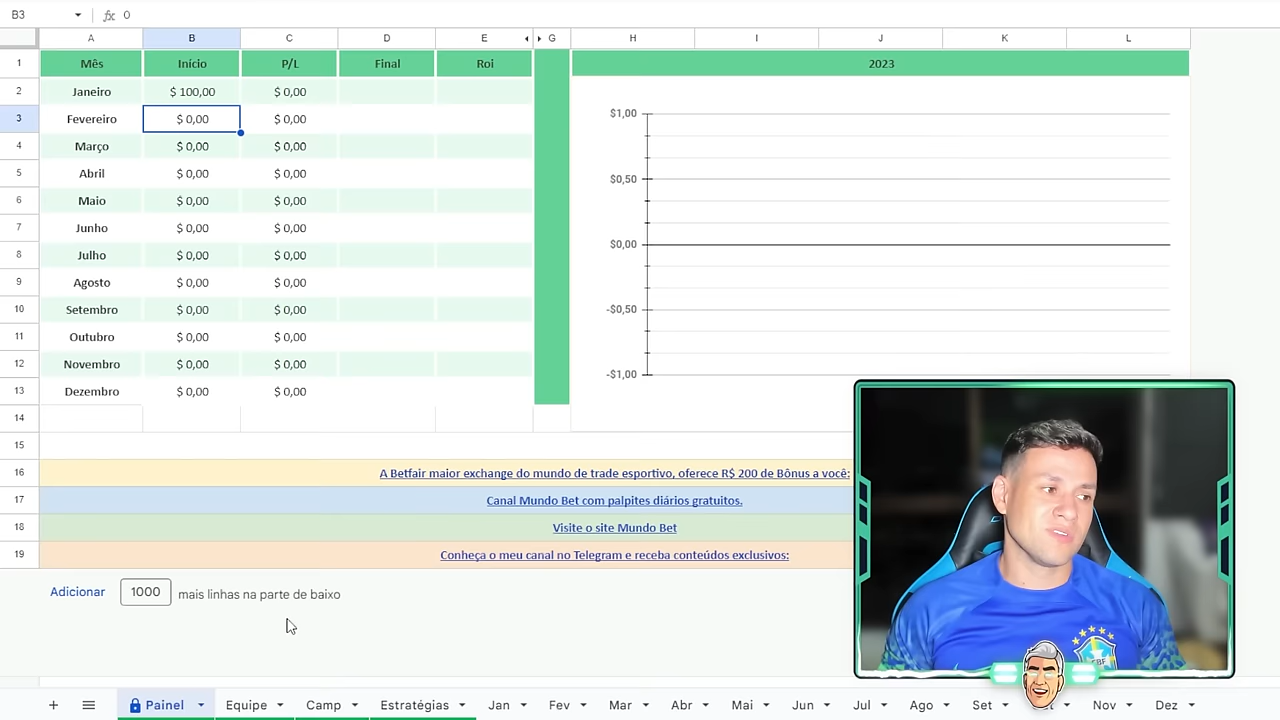 B3 fx 0
A B C D E G H I J K L
1 Mês Início P/L Final Roi 2023
2 Janeiro $ 100,00 $ 0,00
3 Fevereiro $ 0,00 $ 0,00
4 Março $ 0,00 $ 0,00
5 Abril $ 0,00 $ 0,00
6 Maio $ 0,00 $ 0,00
7 Junho $ 0,00 $ 0,00
8 Julho $ 0,00 $ 0,00
9 Agosto $ 0,00 $ 0,00
10 Setembro $ 0,00 $ 0,00
11 Outubro $ 0,00 $ 0,00
12 Novembro $ 0,00 $ 0,00
13 Dezembro $ 0,00 $ 0,00
14
15
$1,00
$0,50
$0,00
-$0,50
-$1,00
16 A Betfair maior exchange do mundo de trade esportivo, oferece R$ 200 de Bônus a você:
17 Canal Mundo Bet com palpites diários gratuitos.
18 Visite o site Mundo Bet
19 Conheça o meu canal no Telegram e receba conteúdos exclusivos:
Adicionar 1000 mais linhas na parte de baixo
CBF
+ Painel Equipe Camp Estratégias Jan Fev Mar Abr Mai Jun Jul Ago Set Nov Dez